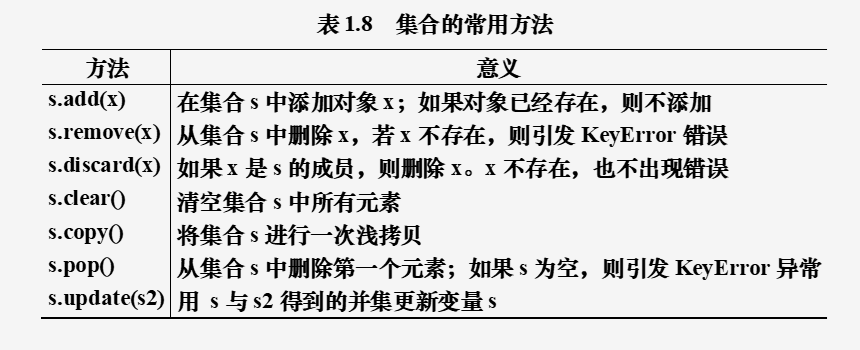 表 1.8 集合的常用方法
方法 意义
s.add(x) 在集合 s 中添加对象 x；如果对象已经存在，则不添加
s.remove(x) 从集合 s 中删除 x，若 x 不存在，则引发 KeyError 错误
s.discard(x) 如果 x 是 s 的成员，则删除 x。x 不存在，也不出现错误
s.clear() 清空集合 s 中所有元素
s.copy() 将集合 s 进行一次浅拷贝
s.pop() 从集合 s 中删除第一个元素；如果 s 为空，则引发 KeyError 异常
s.update(s2) 用 s 与 s2 得到的并集更新变量 s